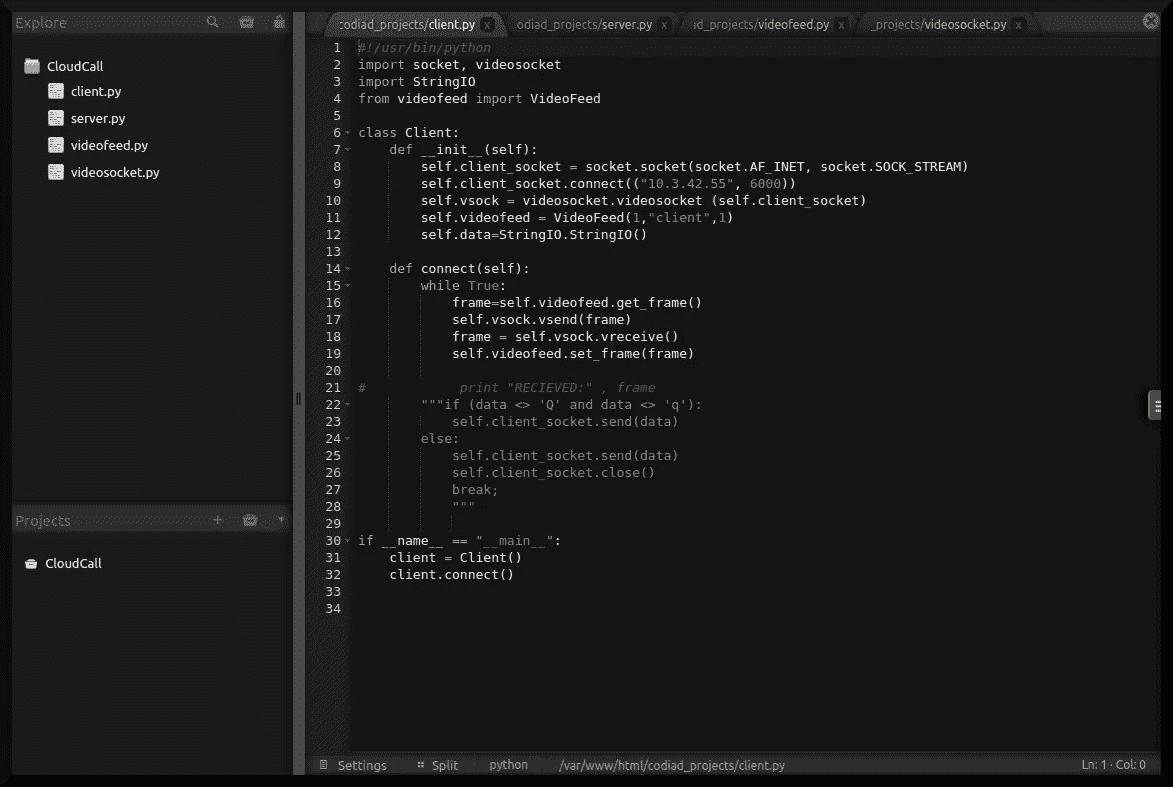 Explore
CloudCall
client.py
server.py
videofeed.py
videosocket.py
Projects
CloudCall
codiad_projects/client.py x
odiad_projects/server.py x
d_projects/videofeed.py x
_projects/videosocket.py x
1 #!/usr/bin/python
2 import socket, videosocket
3 import StringIO
4 from videofeed import VideoFeed
5
6 class Client:
7     def __init__(self):
8         self.client_socket = socket.socket(socket.AF_INET, socket.SOCK_STREAM)
9         self.client_socket.connect(("10.3.42.55", 6000))
10         self.vsock = videosocket.videosocket (self.client_socket)
11         self.videofeed = VideoFeed(1,"client",1)
12         self.data=StringIO.StringIO()
13
14     def connect(self):
15         while True:
16             frame=self.videofeed.get_frame()
17             self.vsock.vsend(frame)
18             frame = self.vsock.vreceive()
19             self.videofeed.set_frame(frame)
20
21 #            print "RECIEVED:" , frame
22         """if (data <> 'Q' and data <> 'q'):
23             self.client_socket.send(data)
24         else:
25             self.client_socket.send(data)
26             self.client_socket.close()
27             break;
28             """
29
30 if __name__ == "__main__":
31     client = Client()
32     client.connect()
33
34
Settings
Split
python
/var/www/html/codiad_projects/client.py
Ln: 1 · Col: 0